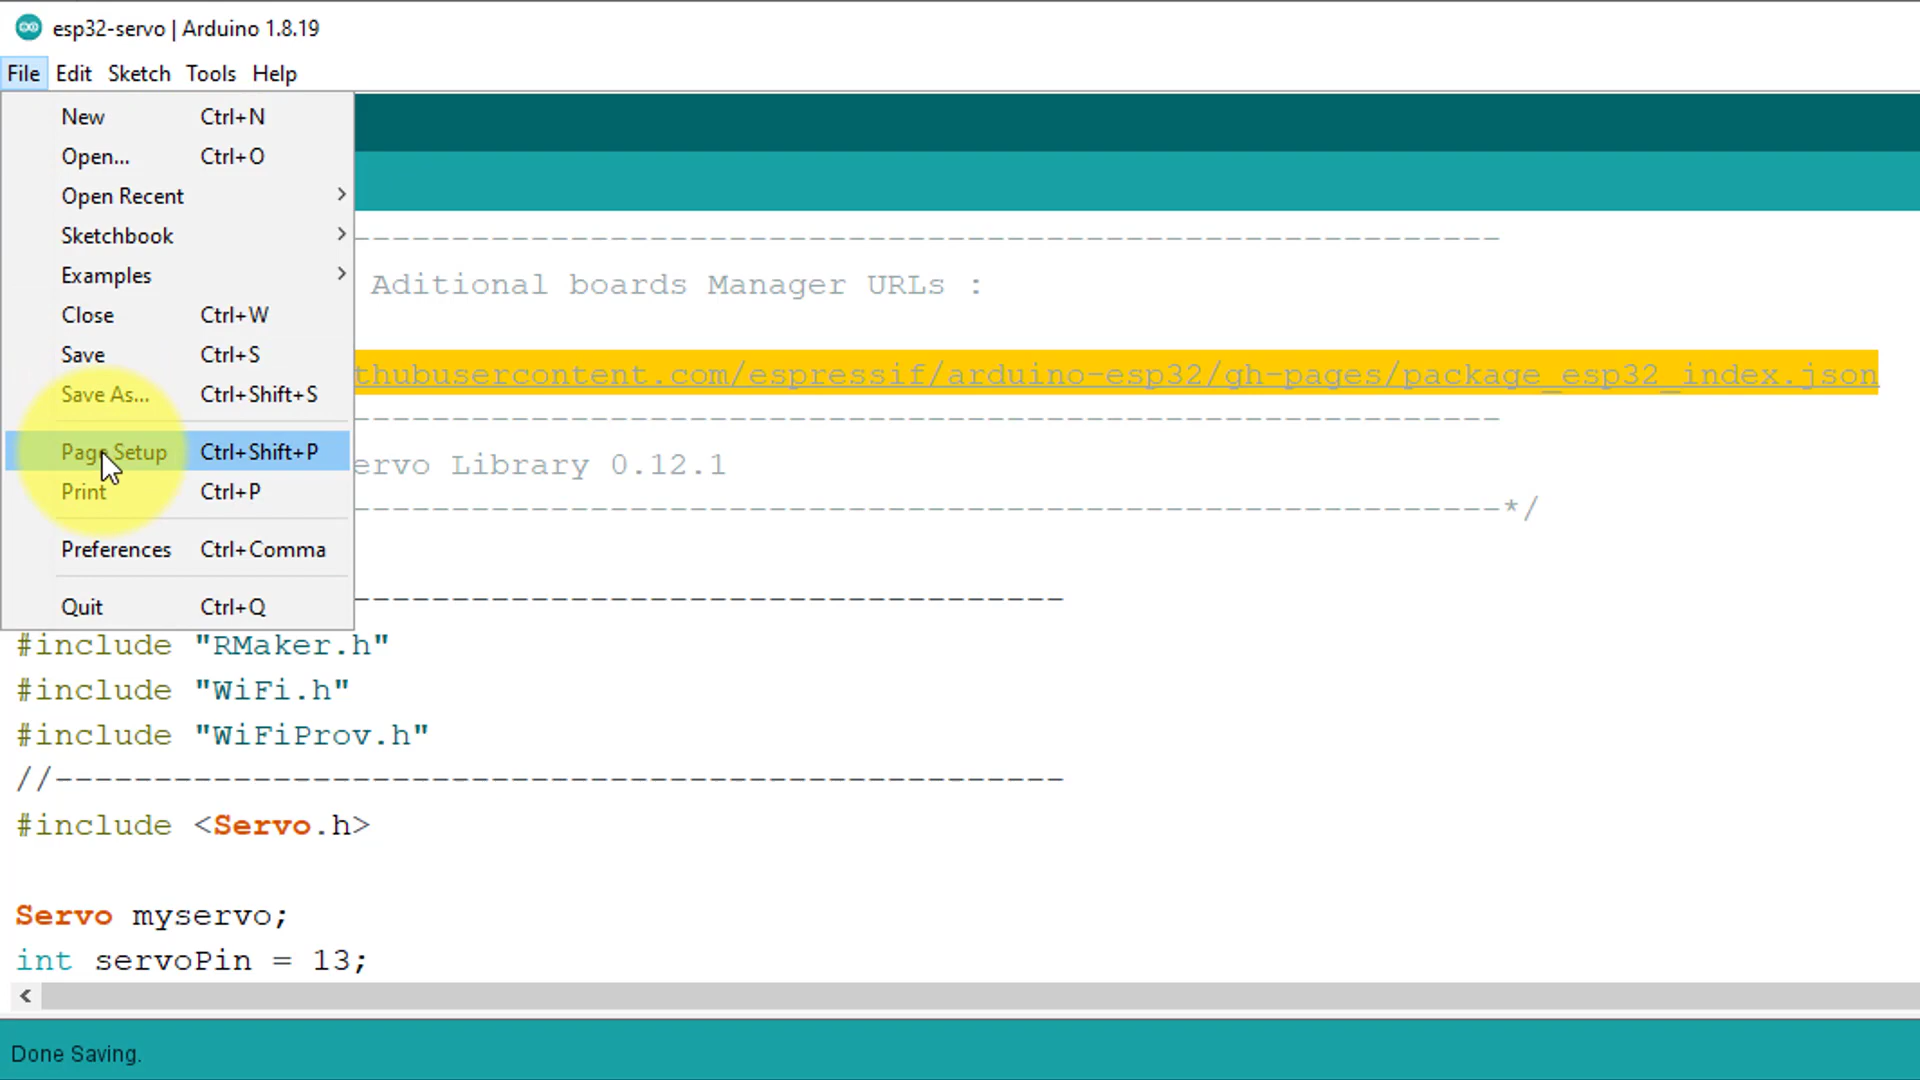 esp32-servo | Arduino 1.8.19
File Edit Sketch Tools Help
New Ctrl+N
Open... Ctrl+O
Open Recent
Sketchbook
Examples
Close Ctrl+W
Save Ctrl+S
Save As... Ctrl+Shift+S
Page Setup Ctrl+Shift+P
Print Ctrl+P
Preferences Ctrl+Comma
Quit Ctrl+Q
----------------------------------------------------------
Aditional boards Manager URLs :
thubusercontent.com/espressif/arduino-esp32/gh-pages/package_esp32_index.json
----------------------------------------------------------
ervo Library 0.12.1
----------------------------------------------------------*/
------------------------------------
#include "RMaker.h"
#include "WiFi.h"
#include "WiFiProv.h"
//---------------------------------------------------
#include <Servo.h>
Servo myservo;
int servoPin = 13;
Done Saving.